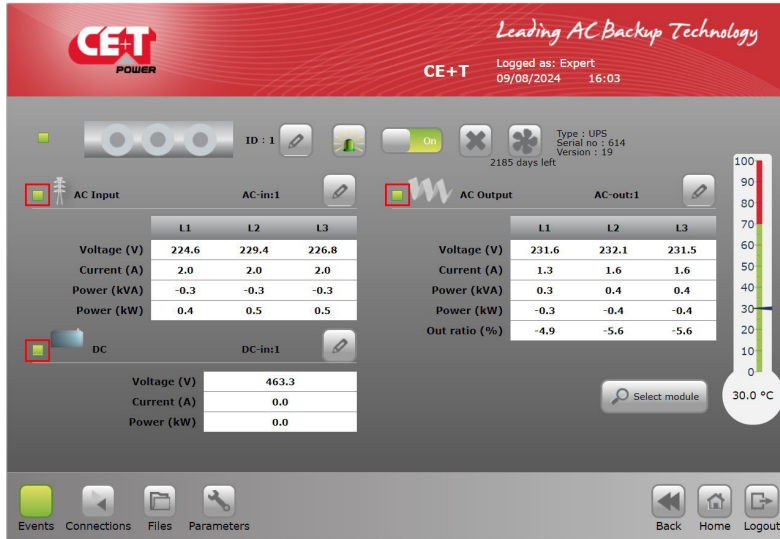 CE+T
POWER
Leading AC Backup Technology
CE+T
Logged as: Expert
09/08/2024 16:03
ID : 1
On
2185 days left
Type : UPS
Serial no : 614
Version : 19
AC Input AC-in:1
L1 L2 L3
Voltage (V) 224.6 229.4 226.8
Current (A) 2.0 2.0 2.0
Power (kVA) -0.3 -0.3 -0.3
Power (kW) 0.4 0.5 0.5
AC Output AC-out:1
L1 L2 L3
Voltage (V) 231.6 232.1 231.5
Current (A) 1.3 1.6 1.6
Power (kVA) 0.3 0.4 0.4
Power (kW) -0.3 -0.4 -0.4
Out ratio (%) -4.9 -5.6 -5.6
DC DC-in:1
Voltage (V) 463.3
Current (A) 0.0
Power (kW) 0.0
Select module
100
90
80
70
60
50
40
30
20
10
0
30.0 °C
Events Connections Files Parameters
Back Home Logout